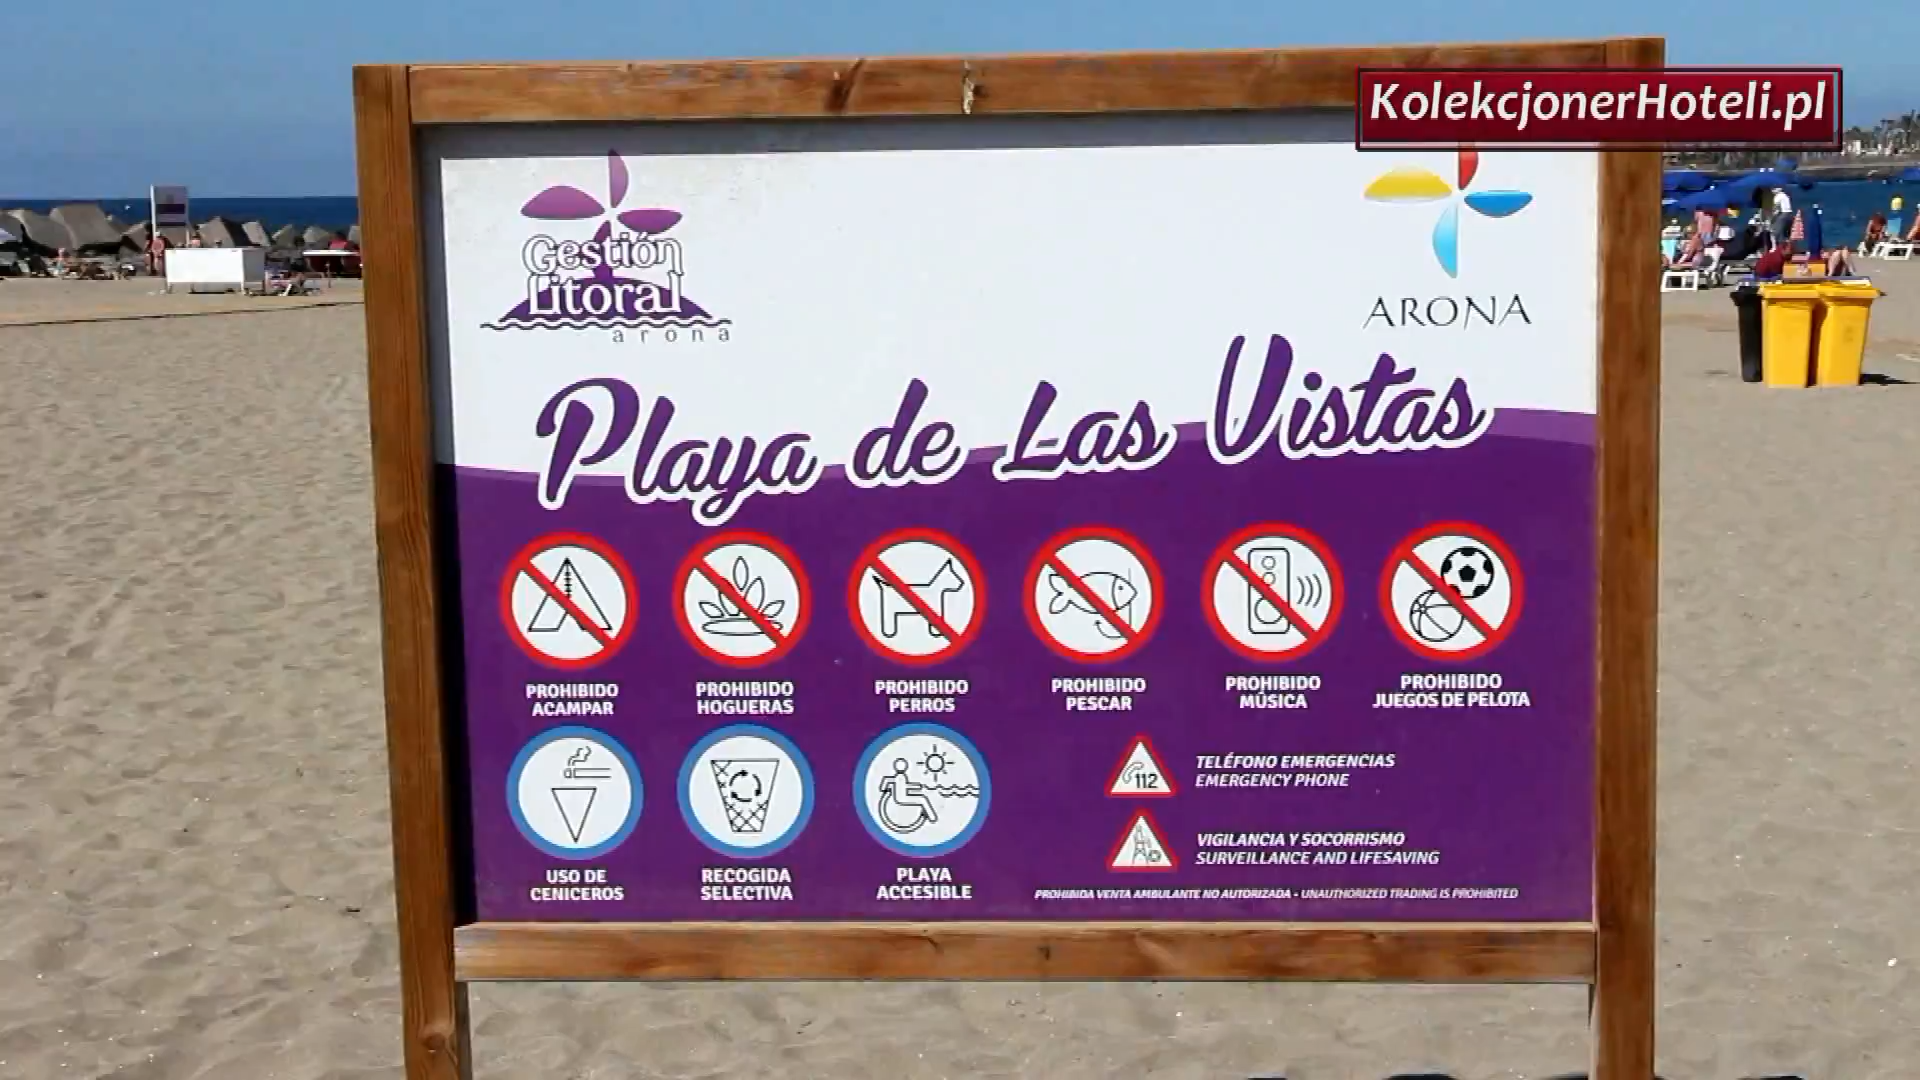 KolekcjonerHoteli.pl
Gestión
Litoral
arona
ARONA
Playa de Las Vistas
PROHIBIDO
ACAMPAR
PROHIBIDO
HOGUERAS
PROHIBIDO
PERROS
PROHIBIDO
PESCAR
PROHIBIDO
MÚSICA
PROHIBIDO
JUEGOS DE PELOTA
USO DE
CENICEROS
RECOGIDA
SELECTIVA
PLAYA
ACCESIBLE
112
TELÉFONO EMERGENCIAS
EMERGENCY PHONE
VIGILANCIA Y SOCORRISMO
SURVEILLANCE AND LIFESAVING
PROHIBIDA VENTA AMBULANTE NO AUTORIZADA - UNAUTHORIZED TRADING IS PROHIBITED